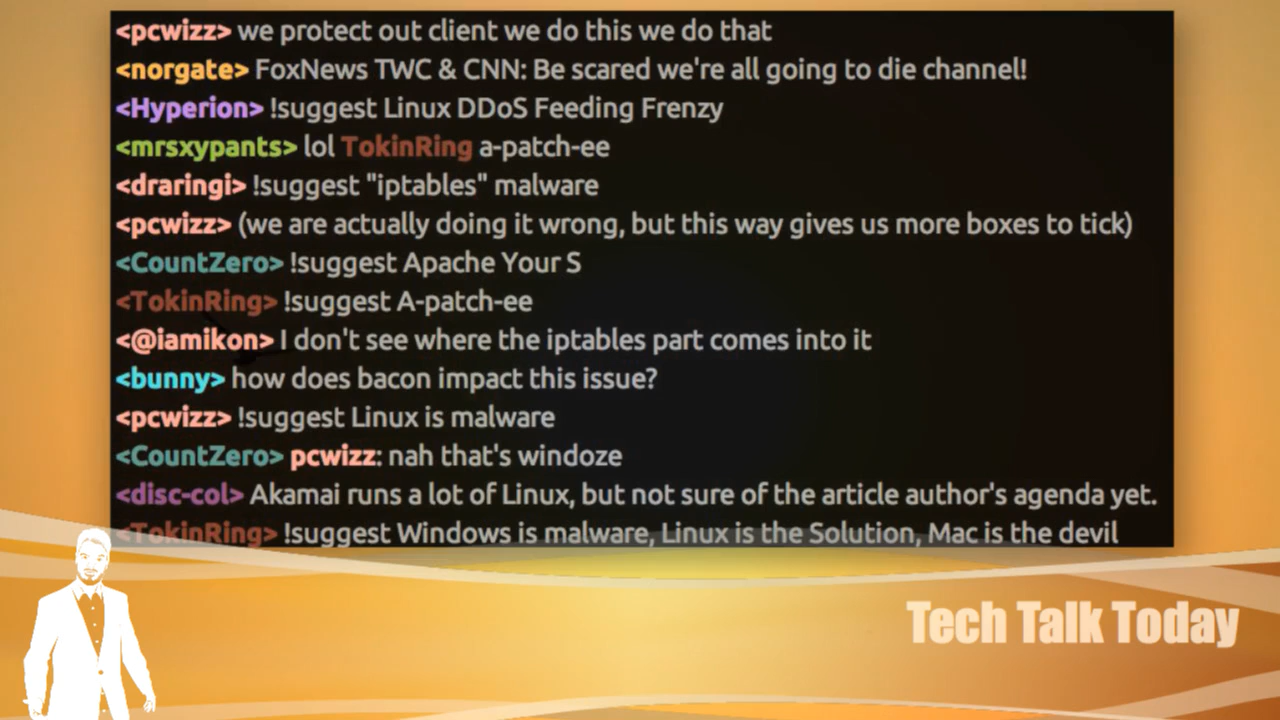 <pcwizz> we protect out client we do this we do that
<norgate> FoxNews TWC & CNN: Be scared we're all going to die channel!
<Hyperion> !suggest Linux DDoS Feeding Frenzy
<mrsxypants> lol TokinRing a-patch-ee
<draringi> !suggest "iptables" malware
<pcwizz> (we are actually doing it wrong, but this way gives us more boxes to tick)
<CountZero> !suggest Apache Your S
<TokinRing> !suggest A-patch-ee
<@iamikon> I don't see where the iptables part comes into it
<bunny> how does bacon impact this issue?
<pcwizz> !suggest Linux is malware
<CountZero> pcwizz: nah that's windoze
<disc-col> Akamai runs a lot of Linux, but not sure of the article author's agenda yet.
<TokinRing> !suggest Windows is malware, Linux is the Solution, Mac is the devil
Tech Talk Today